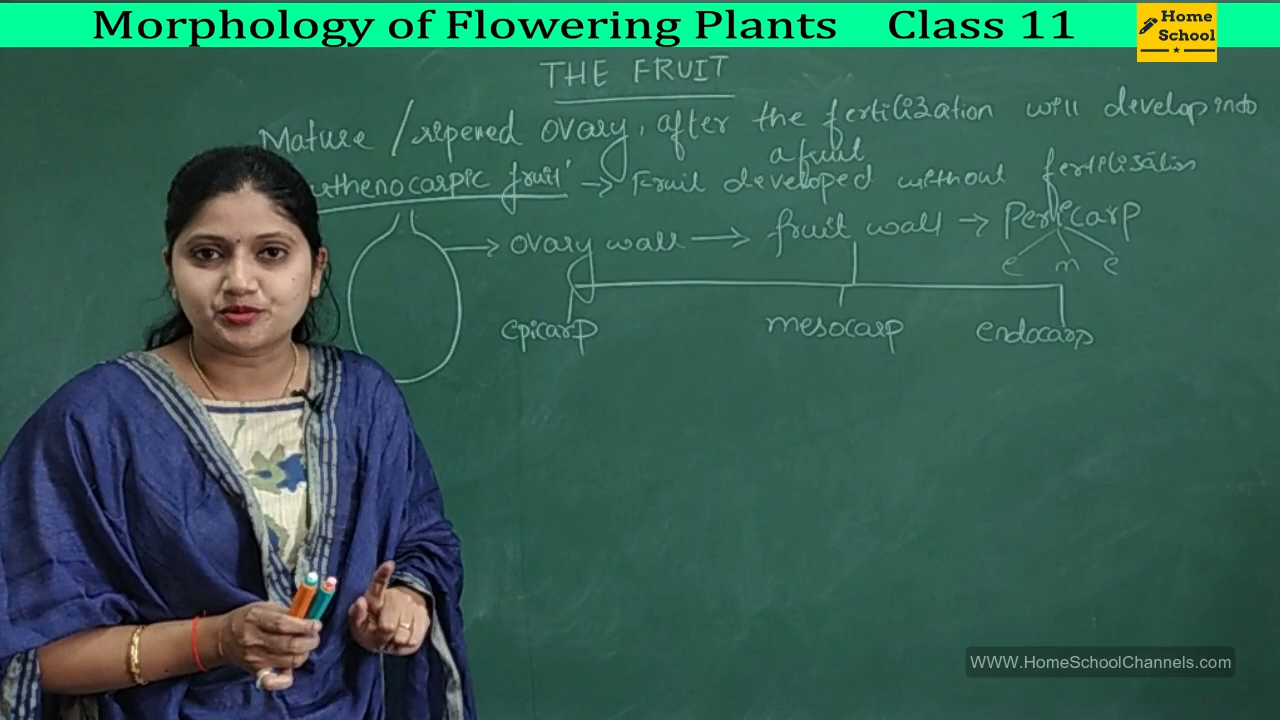 Morphology of Flowering Plants Class 11
Home School
THE FRUIT
Mature / ripened ovary, after the fertilization will develop into
a fruit
arthenocarpic fruit' → Fruit developed without fertilisation
→ ovary wall → fruit wall → Pericarp
e m e
epicarp mesocarp endocarp
WWW.HomeSchoolChannels.com